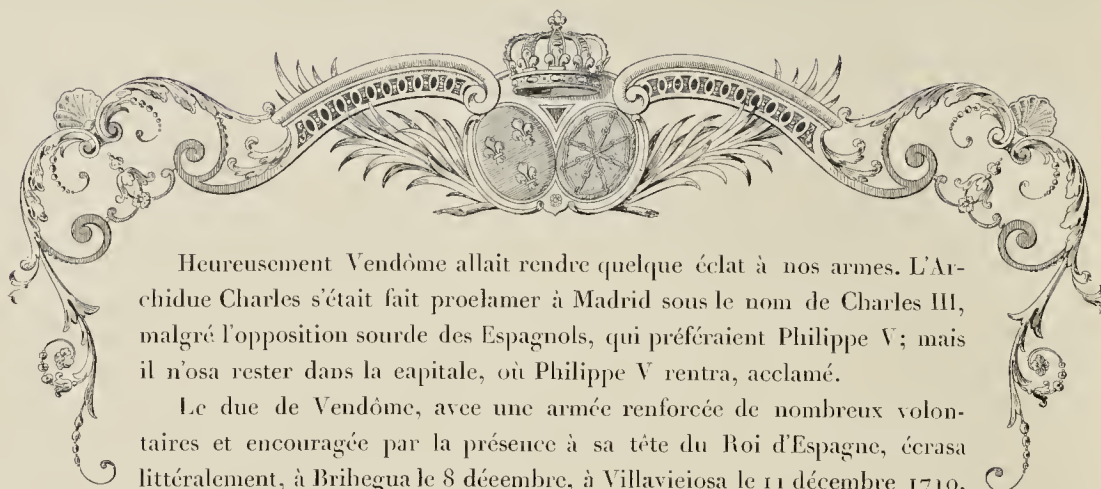 Heureusement Vendôme allait rendre quelque éclat à nos armes. L'Ar-
chiduc Charles s'était fait proclamer à Madrid sous le nom de Charles III,
malgré l'opposition sourde des Espagnols, qui préféraient Philippe V; mais
il n'osa rester dans la capitale, où Philippe V rentra, acclamé.
Le duc de Vendôme, avec une armée renforcée de nombreux volon-
taires et encouragée par la présence à sa tête du Roi d'Espagne, écrasa
littéralement, à Brihegua le 8 décembre, à Villaviciosa le 11 décembre 1710,